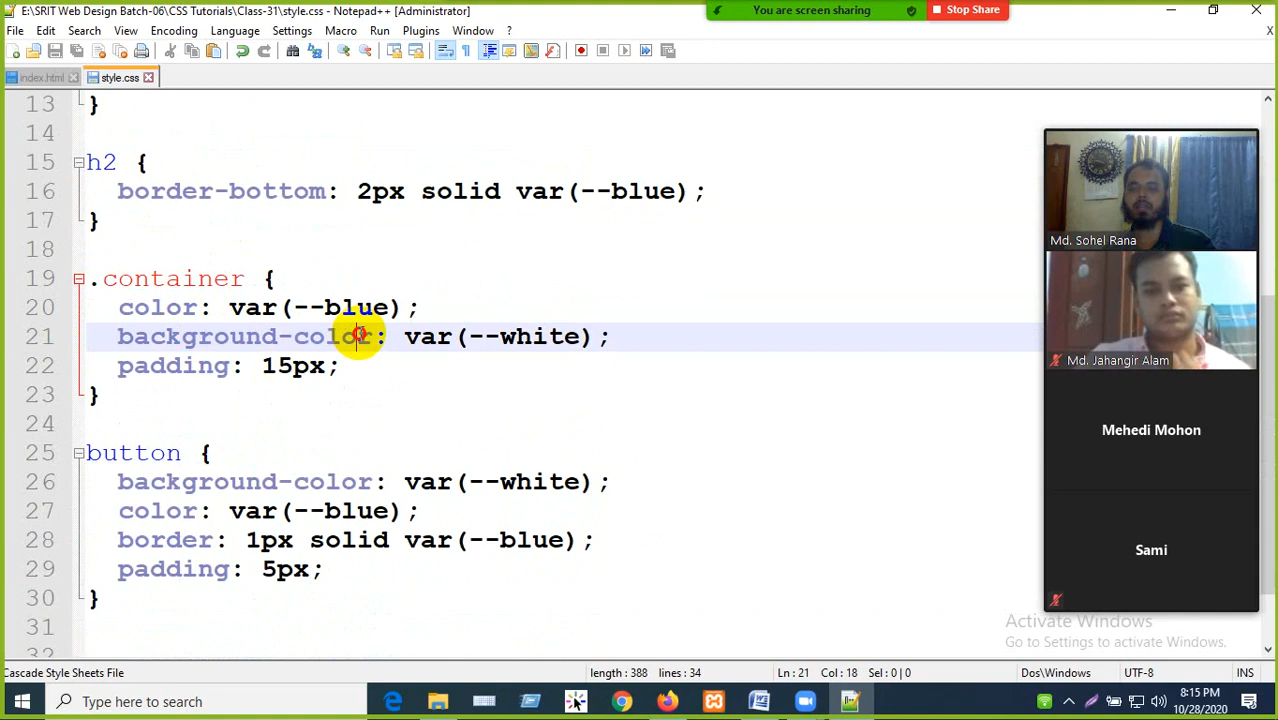 E:\SRIT Web Design Batch-06\CSS Tutorials\Class-31\style.css - Notepad++ [Administrator]
You are screen sharing
Stop Share
File Edit Search View Encoding Language Settings Macro Run Plugins Window ?
X
index.html
style.css
13 }
14
15 h2 {
16 border-bottom: 2px solid var(--blue);
17 }
18
19 .container {
20 color: var(--blue);
21 background-color: var(--white);
22 padding: 15px;
23 }
24
25 button {
26 background-color: var(--white);
27 color: var(--blue);
28 border: 1px solid var(--blue);
29 padding: 5px;
30 }
31
32
Md. Sohel Rana
Md. Jahangir Alam
Mehedi Mohon
Sami
Activate Windows
Go to Settings to activate Windows.
Cascade Style Sheets File
length : 388 lines : 34
Ln : 21 Col : 18 Sel : 0 | 0
Dos\Windows
UTF-8
INS
Type here to search
8:15 PM
10/28/2020